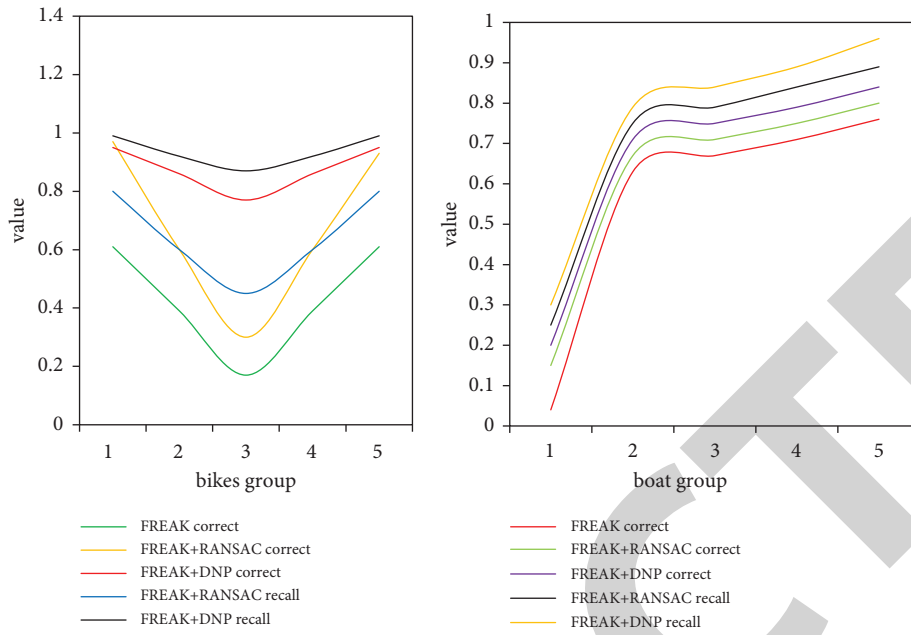 1.4
1.2
1
0.8
0.6
0.4
0.2
0
value
1 2 3 4 5
bikes group
FREAK correct
FREAK+RANSAC correct
FREAK+DNP correct
FREAK+RANSAC recall
FREAK+DNP recall
1
0.9
0.8
0.7
0.6
0.5
0.4
0.3
0.2
0.1
0
value
1 2 3 4 5
boat group
FREAK correct
FREAK+RANSAC correct
FREAK+DNP correct
FREAK+RANSAC recall
FREAK+DNP recall
CT